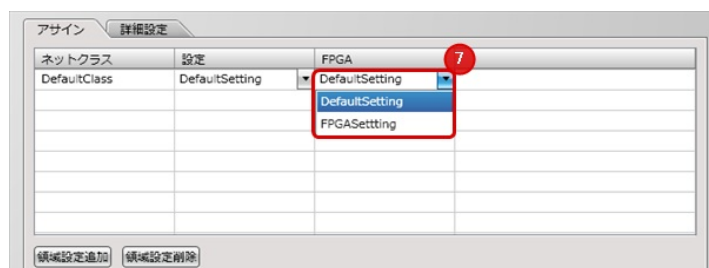 アサイン 詳細設定
ネットクラス 設定 FPGA 7
DefaultClass DefaultSetting DefaultSetting
DefaultSetting
FPGASettting
領域設定追加 領域設定削除